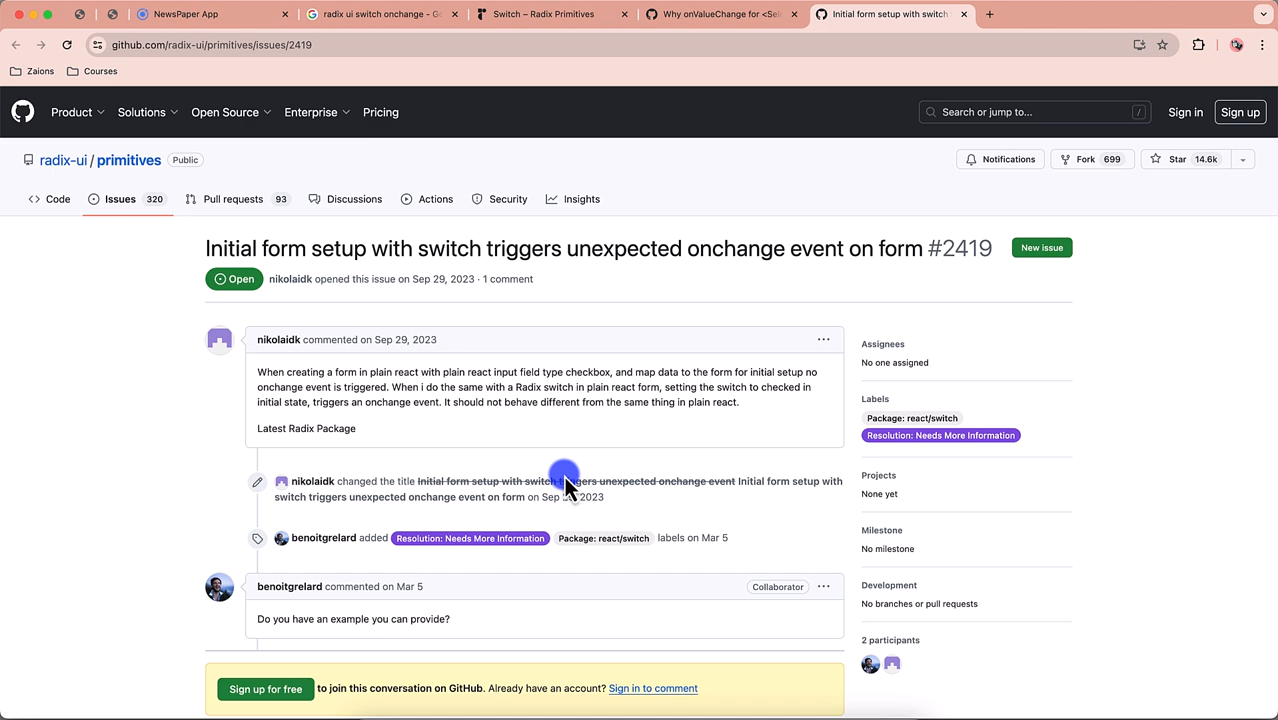 NewsPaper App
radix ui switch onchange - Go
Switch – Radix Primitives
Why onValueChange for <Sel
Initial form setup with switch
github.com/radix-ui/primitives/issues/2419
Zaions
Courses
Product
Solutions
Open Source
Enterprise
Pricing
Search or jump to...
/
Sign in
Sign up
radix-ui / primitives
Public
Notifications
Fork 699
Star 14.6k
Code
Issues 320
Pull requests 93
Discussions
Actions
Security
Insights
Initial form setup with switch triggers unexpected onchange event on form #2419
New issue
Open
nikolaidk opened this issue on Sep 29, 2023 · 1 comment
nikolaidk commented on Sep 29, 2023
When creating a form in plain react with plain react input field type checkbox, and map data to the form for initial setup no
onchange event is triggered. When i do the same with a Radix switch in plain react form, setting the switch to checked in
initial state, triggers an onchange event. It should not behave different from the same thing in plain react.
Latest Radix Package
nikolaidk changed the title Initial form setup with switch triggers unexpected onchange event Initial form setup with
switch triggers unexpected onchange event on form on Sep 2023
benoitgrelard added Resolution: Needs More Information Package: react/switch labels on Mar 5
benoitgrelard commented on Mar 5
Collaborator
Do you have an example you can provide?
Sign up for free to join this conversation on GitHub. Already have an account? Sign in to comment
Assignees
No one assigned
Labels
Package: react/switch
Resolution: Needs More Information
Projects
None yet
Milestone
No milestone
Development
No branches or pull requests
2 participants